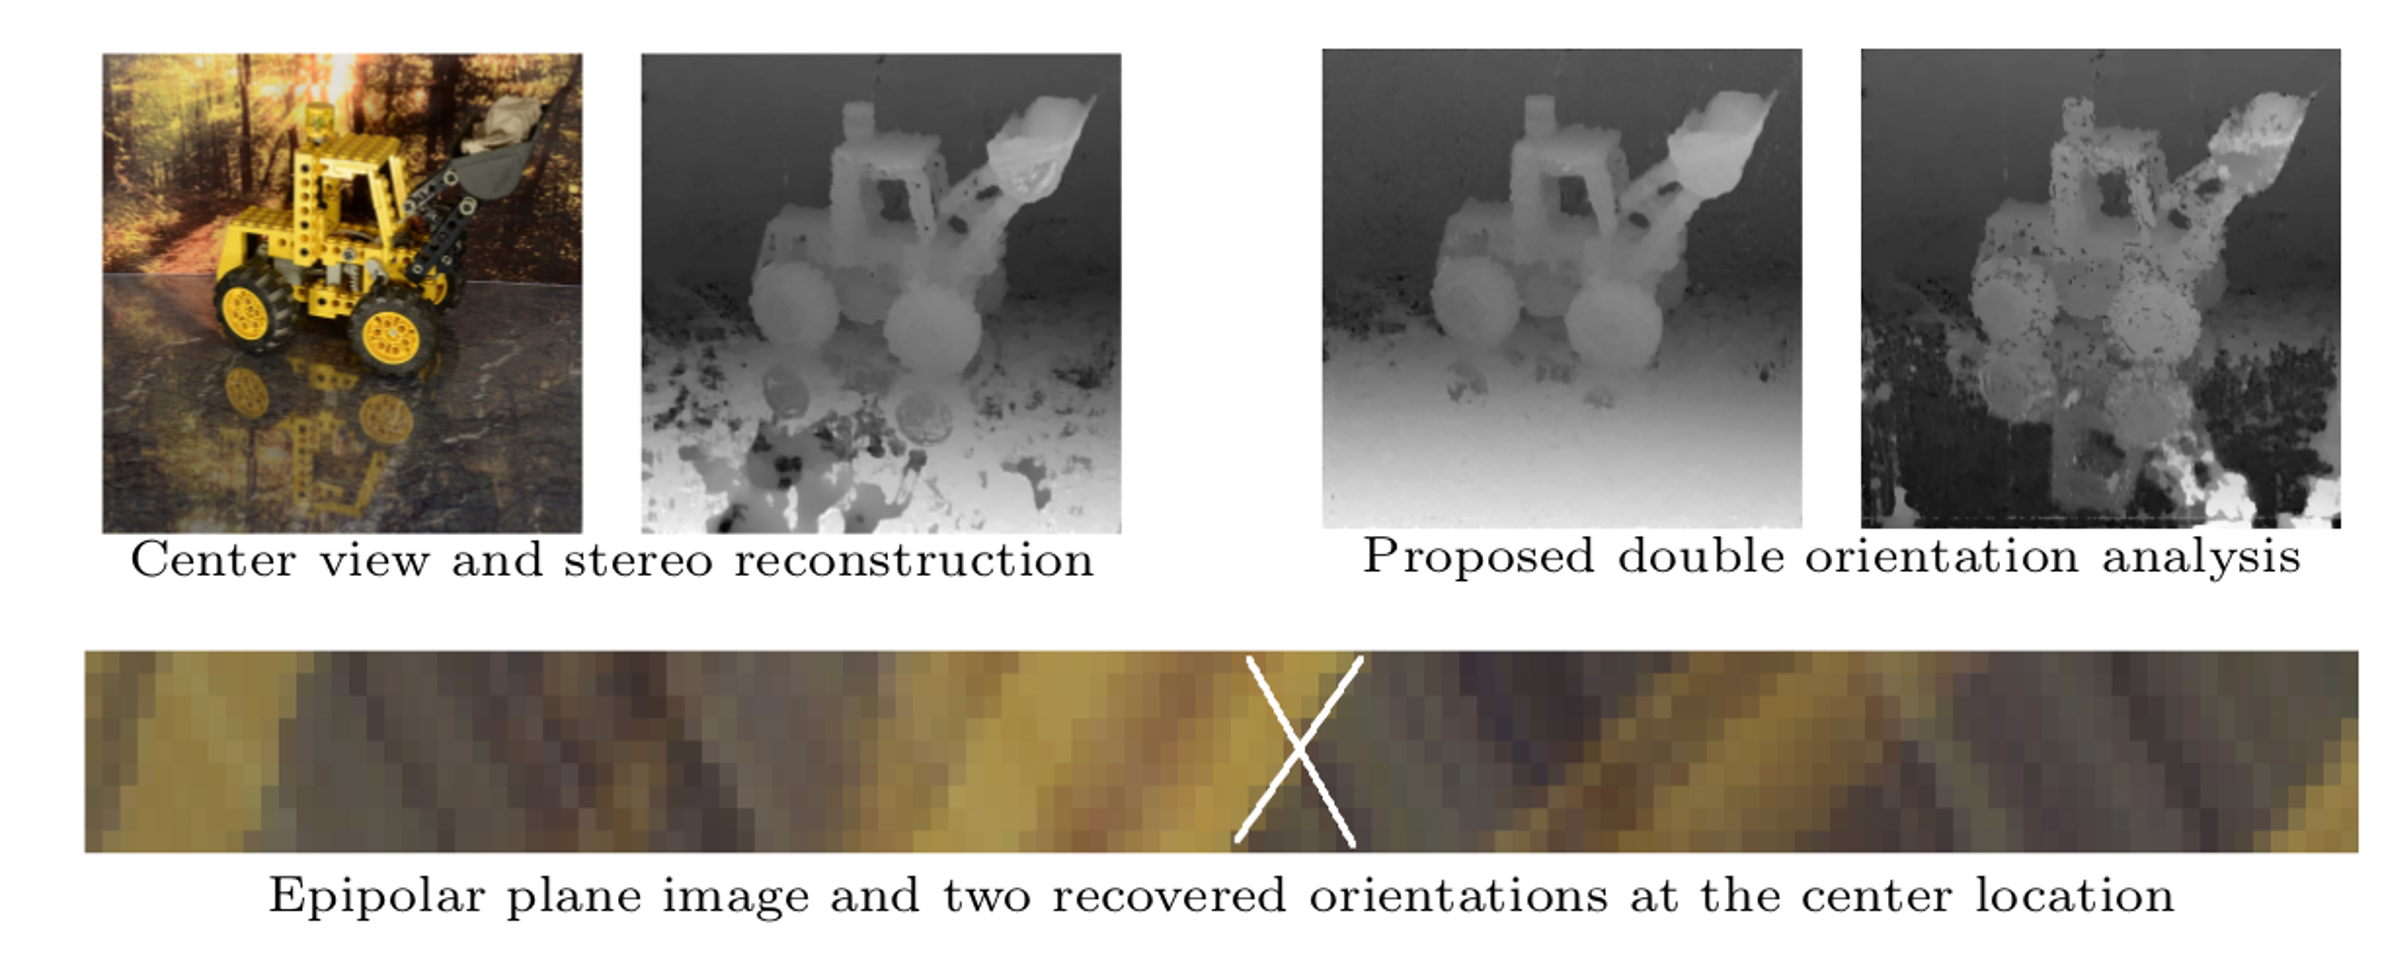 Center view and stereo reconstruction
Proposed double orientation analysis
Epipolar plane image and two recovered orientations at the center location